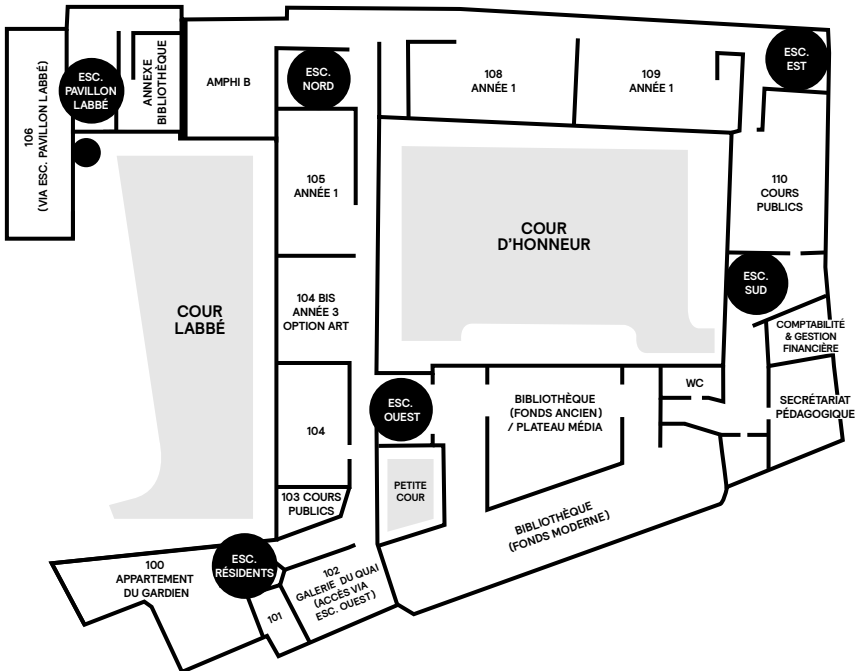 106
(VIA ESC. PAVILLON LABBÉ)
ESC.
PAVILLON
LABBÉ
ANNEXE
BIBLIOTHÈQUE
AMPHI B
ESC.
NORD
108
ANNÉE 1
109
ANNÉE 1
ESC.
EST
105
ANNÉE 1
110
COURS
PUBLICS
COUR
D'HONNEUR
ESC.
SUD
COUR
LABBÉ
104 BIS
ANNÉE 3
OPTION ART
COMPTABILITÉ
& GESTION
FINANCIÈRE
WC
SECRÉTARIAT
PÉDAGOGIQUE
ESC.
OUEST
BIBLIOTHÈQUE
(FONDS ANCIEN)
/ PLATEAU MÉDIA
104
PETITE
COUR
103 COURS
PUBLICS
BIBLIOTHÈQUE
(FONDS MODERNE)
100
APPARTEMENT
DU GARDIEN
ESC.
RÉSIDENTS
101
102
GALERIE DU QUAI
(ACCÈS VIA
ESC. OUEST)